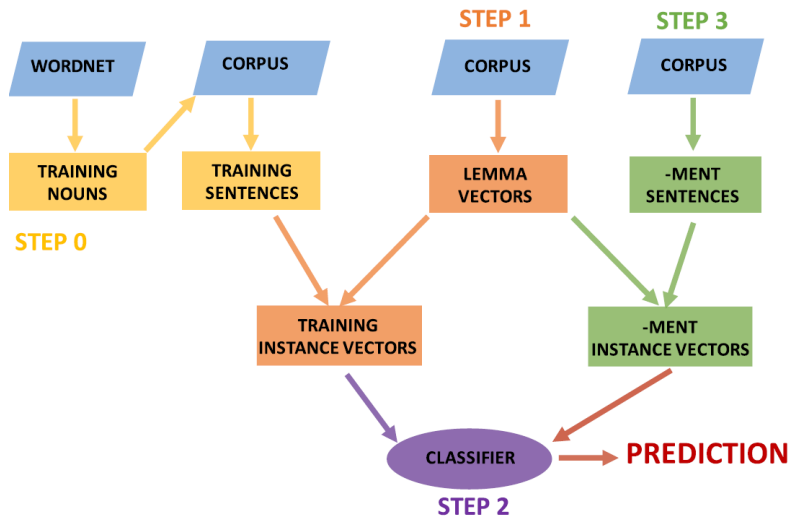 STEP 1
STEP 3
WORDNET
CORPUS
CORPUS
CORPUS
TRAINING
NOUNS
TRAINING
SENTENCES
LEMMA
VECTORS
-MENT
SENTENCES
STEP 0
TRAINING
INSTANCE VECTORS
-MENT
INSTANCE VECTORS
CLASSIFIER
PREDICTION
STEP 2